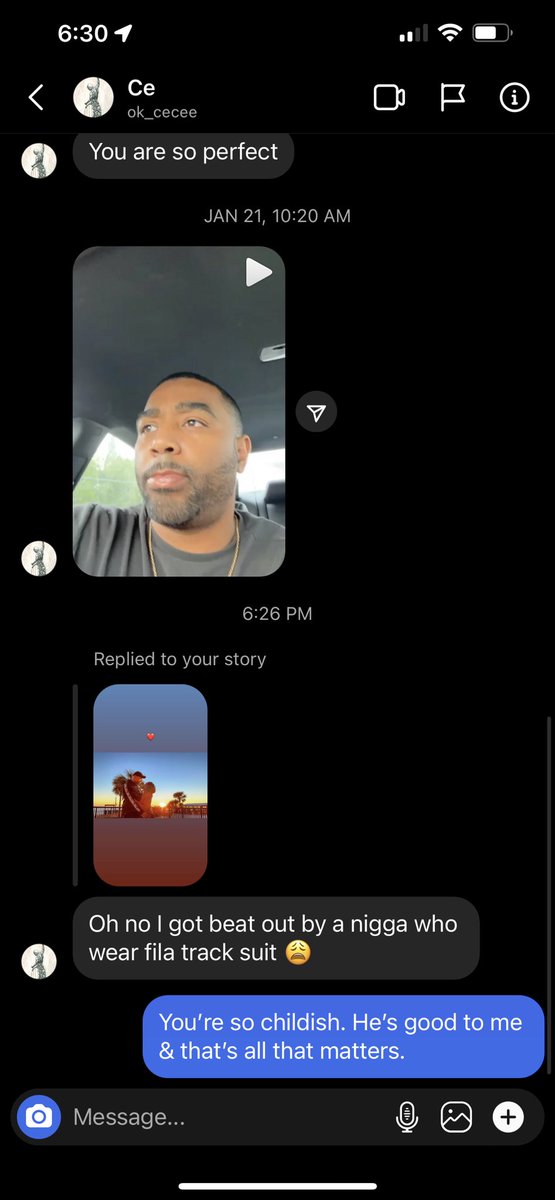 6:30
Ce
ok_cecee
You are so perfect
JAN 21, 10:20 AM
6:26 PM
Replied to your story
Oh no I got beat out by a nigga who
wear fila track suit 😩
You’re so childish. He’s good to me
& that’s all that matters.
Message...